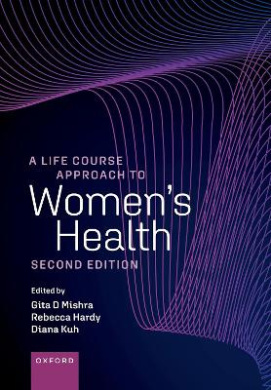 A LIFE COURSE
APPROACH TO
Women's
Health
SECOND EDITION
Edited by
Gita D Mishra
Rebecca Hardy
Diana Kuh
OXFORD